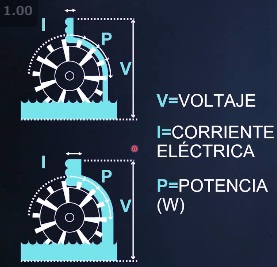 1.00
I
P
V
V=VOLTAJE
I=CORRIENTE
ELÉCTRICA
P=POTENCIA
(W)
I
P
V